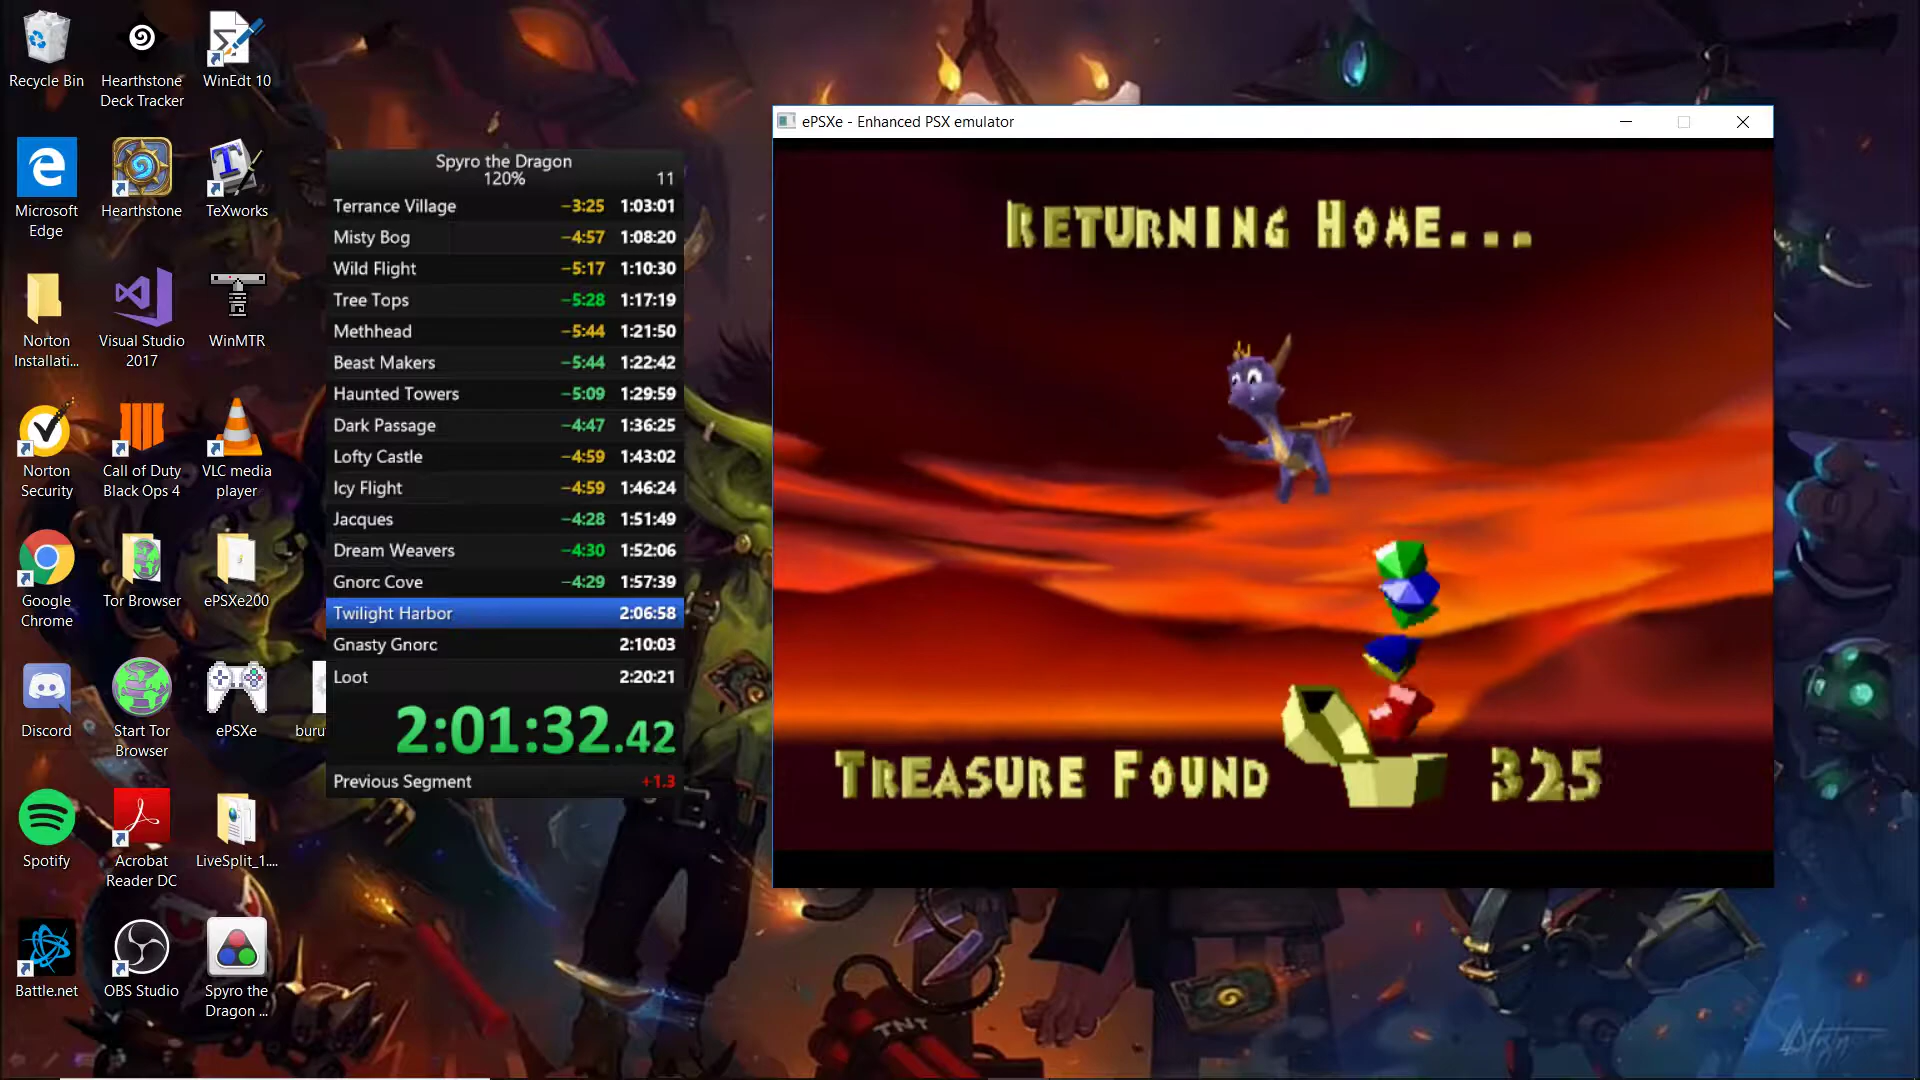 Recycle Bin
Hearthstone
Deck Tracker
WinEdt 10
Microsoft
Edge
Hearthstone
TeXworks
Norton
Installati...
Visual Studio
2017
WinMTR
Norton
Security
Call of Duty
Black Ops 4
VLC media
player
Google
Chrome
Tor Browser
ePSXe200
Discord
Start Tor
Browser
ePSXe
buru
Spotify
Acrobat
Reader DC
LiveSplit_1....
Battle.net
OBS Studio
Spyro the
Dragon ...
Spyro the Dragon
120% 11
Terrance Village −3:25 1:03:01
Misty Bog −4:57 1:08:20
Wild Flight −5:17 1:10:30
Tree Tops −5:28 1:17:19
Methhead −5:44 1:21:50
Beast Makers −5:44 1:22:42
Haunted Towers −5:09 1:29:59
Dark Passage −4:47 1:36:25
Lofty Castle −4:59 1:43:02
Icy Flight −4:59 1:46:24
Jacques −4:28 1:51:49
Dream Weavers −4:30 1:52:06
Gnorc Cove −4:29 1:57:39
Twilight Harbor 2:06:58
Gnasty Gnorc 2:10:03
Loot 2:20:21
2:01:32.42
Previous Segment +1.3
ePSXe - Enhanced PSX emulator
Returning Home...
Treasure Found 325
TNT